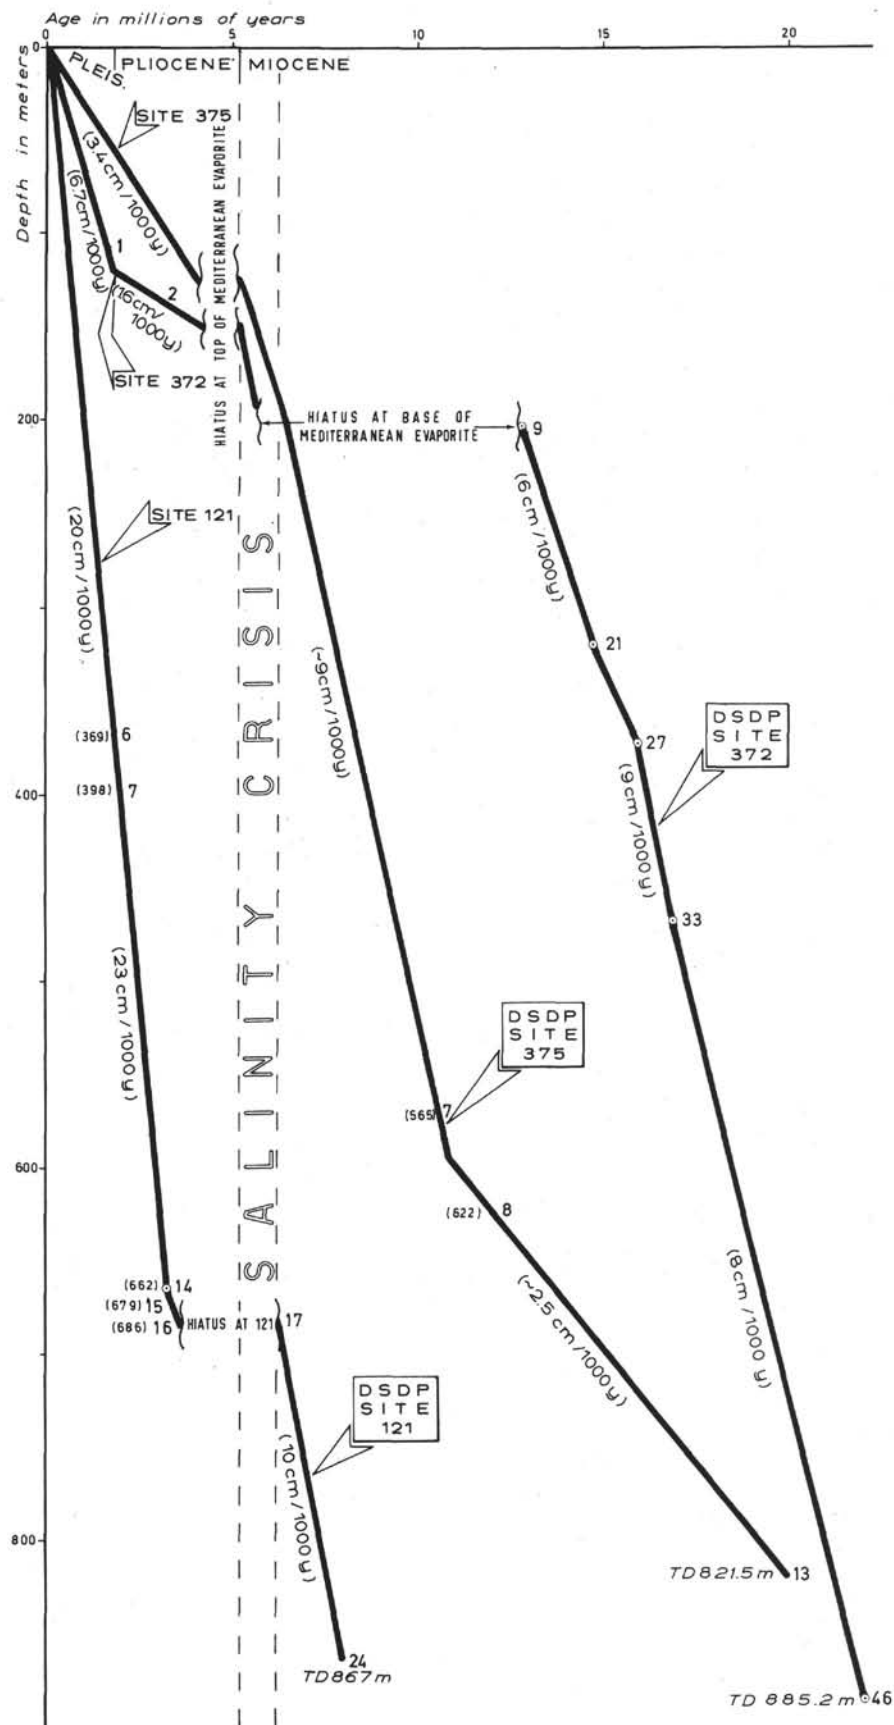 Age in millions of years
0
5
10
15
20
Depth in meters
0
200
400
600
800
PLEIS.
PLIOCENE
MIOCENE
SITE 375
(3.4cm/1000y)
(6.7cm/1000y)
1
2
(16cm/
1000y)
SITE 372
HIATUS AT TOP OF MEDITERRANEAN EVAPORITE
HIATUS AT BASE OF
MEDITERRANEAN EVAPORITE
9
(6cm/1000y)
21
27
DSDP
SITE
372
(9cm/1000y)
33
SITE 121
(20cm/1000y)
(369) 6
(398) 7
(23cm/1000y)
SALINITY CRISIS
(~9cm/1000y)
DSDP
SITE
375
(565) 7
(622) 8
(~2.5 cm/1000y)
(8cm/1000y)
(662) 14
(679) 15
(686) 16
HIATUS AT 121
17
DSDP
SITE
121
(10cm/1000y)
24
TD867m
TD821.5m 13
TD 885.2m 46